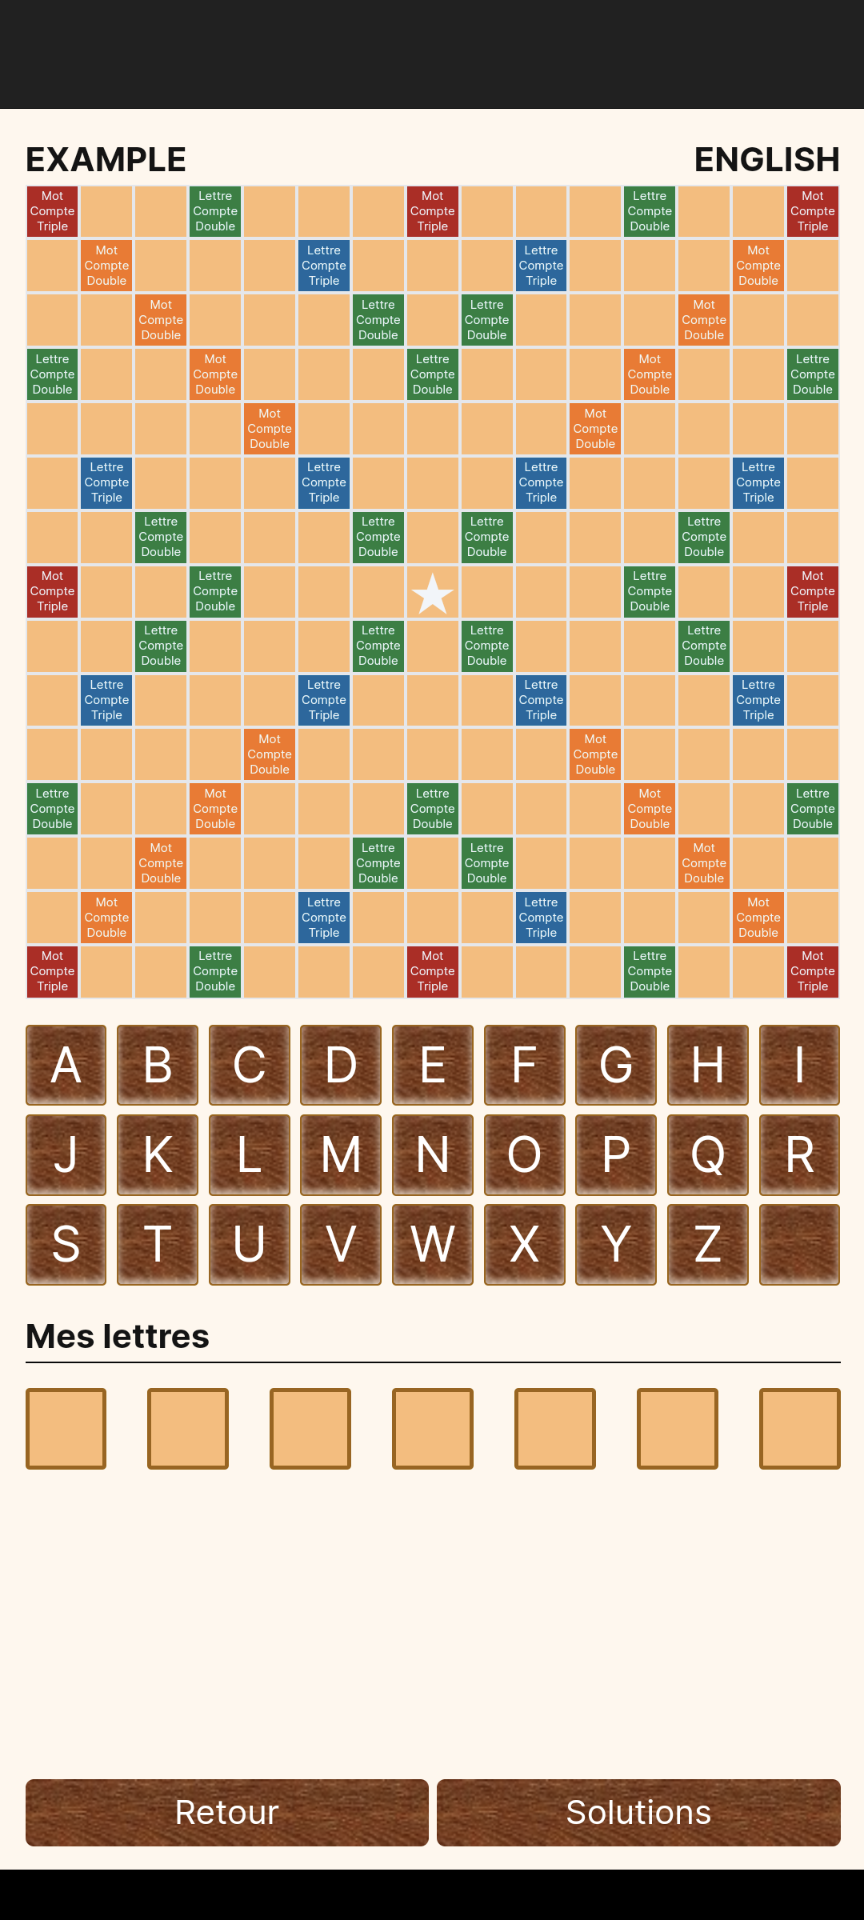 EXAMPLE ENGLISH
Mot Compte Triple Lettre Compte Double Mot Compte Triple Lettre Compte Double Mot Compte Triple
Mot Compte Double Lettre Compte Triple Lettre Compte Triple Mot Compte Double
Mot Compte Double Lettre Compte Double Lettre Compte Double Mot Compte Double
Lettre Compte Double Mot Compte Double Lettre Compte Double Mot Compte Double Lettre Compte Double
Mot Compte Double Mot Compte Double
Lettre Compte Triple Lettre Compte Triple Lettre Compte Triple Lettre Compte Triple
Lettre Compte Double Lettre Compte Double Lettre Compte Double Lettre Compte Double
Mot Compte Triple Lettre Compte Double Lettre Compte Double Mot Compte Triple
Lettre Compte Double Lettre Compte Double Lettre Compte Double Lettre Compte Double
Lettre Compte Triple Lettre Compte Triple Lettre Compte Triple Lettre Compte Triple
Mot Compte Double Mot Compte Double
Lettre Compte Double Mot Compte Double Lettre Compte Double Mot Compte Double Lettre Compte Double
Mot Compte Double Lettre Compte Double Lettre Compte Double Mot Compte Double
Mot Compte Double Lettre Compte Triple Lettre Compte Triple Mot Compte Double
Mot Compte Triple Lettre Compte Double Mot Compte Triple Lettre Compte Double Mot Compte Triple
A B C D E F G H I
J K L M N O P Q R
S T U V W X Y Z
Mes lettres
Retour Solutions